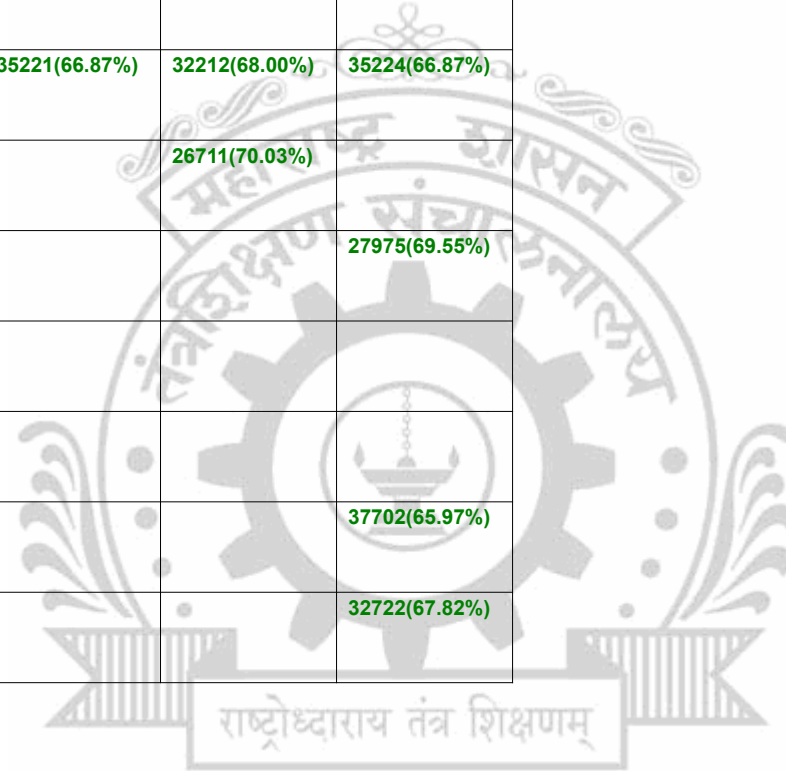 35221(66.87%) 32212(68.00%) 35224(66.87%)
26711(70.03%)
27975(69.55%)
37702(65.97%)
32722(67.82%)
महाराष्ट्र शासन
तंत्रशिक्षण संचालनालय
राष्ट्रोध्दाराय तंत्र शिक्षणम्